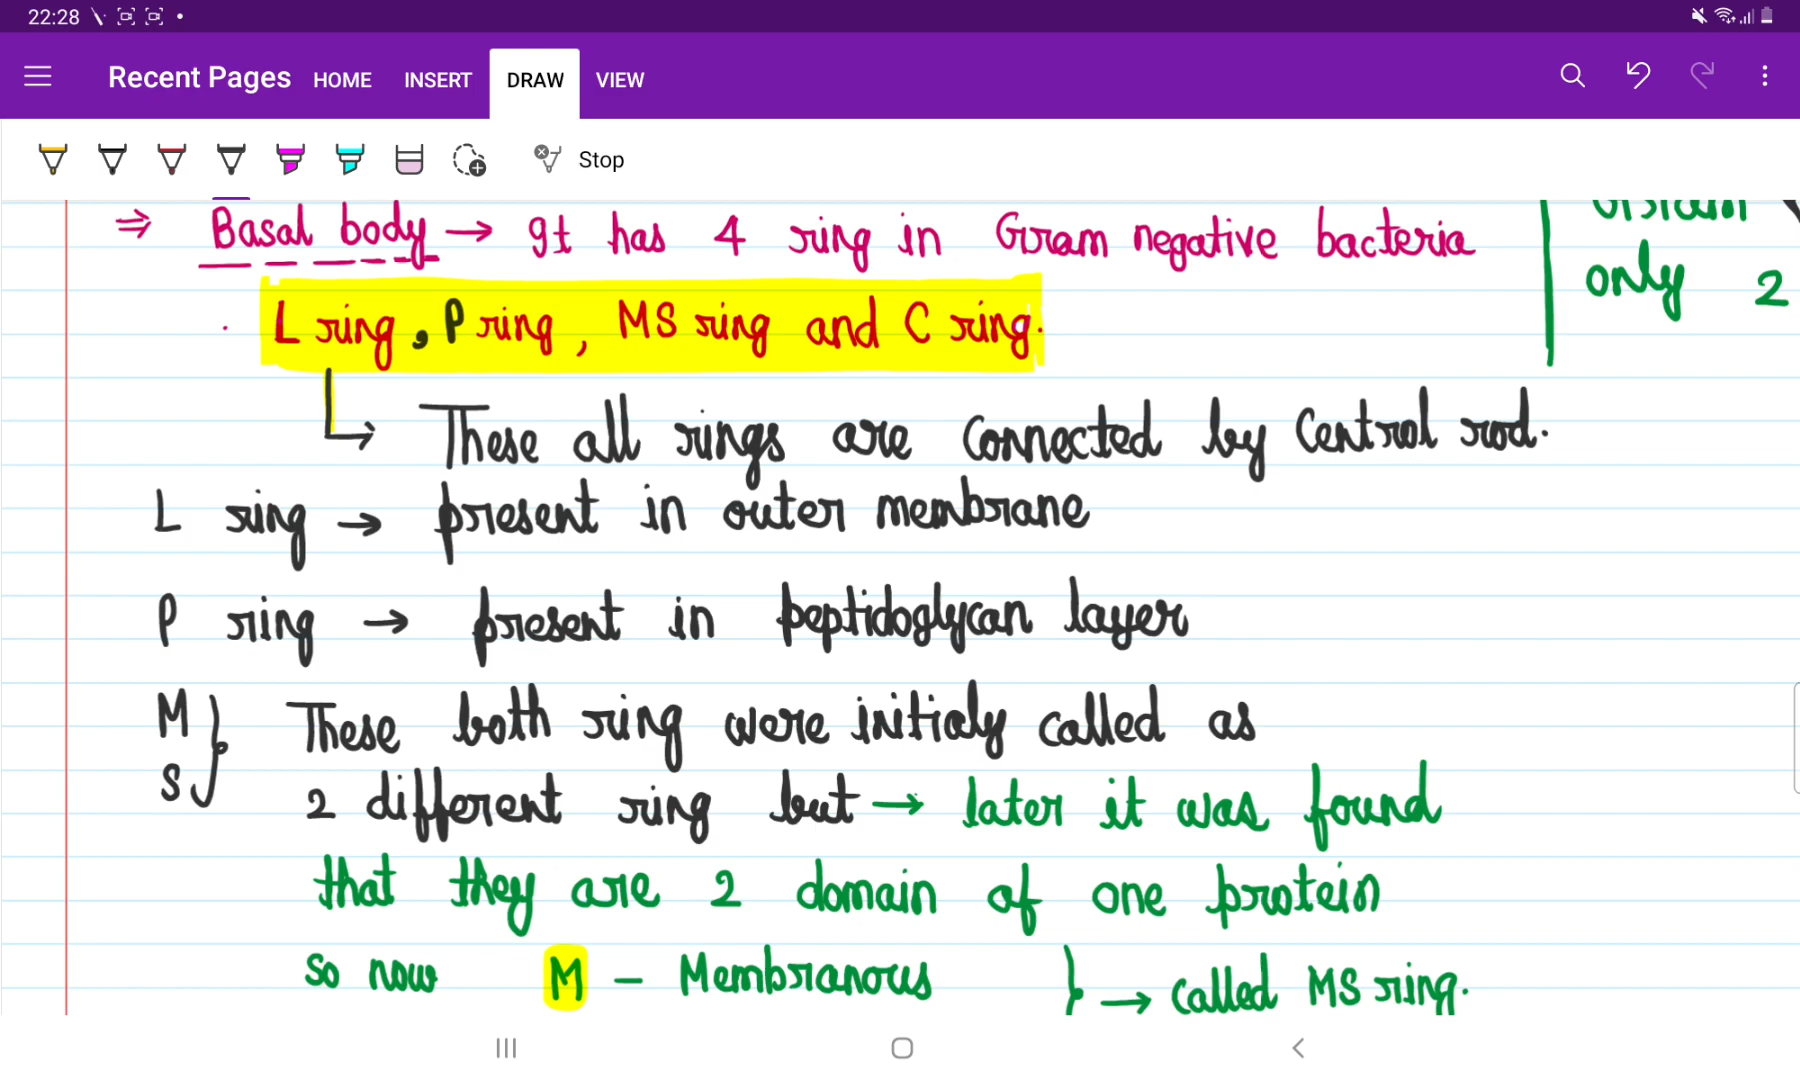 22:28
Recent Pages HOME INSERT DRAW VIEW
Stop
⇒ Basal body → It has 4 ring in Gram negative bacteria
only 2
L ring, P ring, MS ring and C ring.
↳ These all rings are connected by Central rod.
L ring → present in outer membrane
P ring → present in peptidoglycan layer
M
S } These both ring were initialy called as
2 different ring but → later it was found
that they are 2 domain of one protein
so now M - Membranous } → called MS ring.